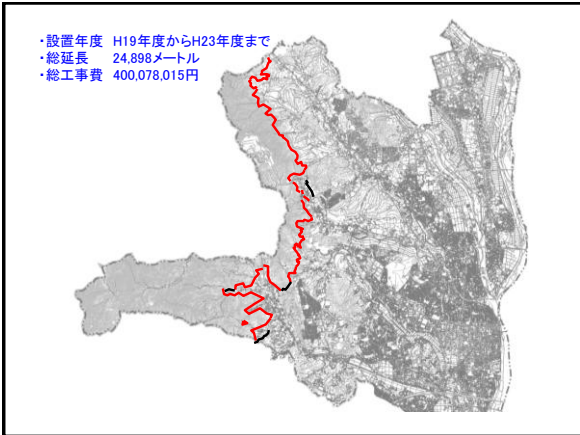 ・設置年度 H19年度からH23年度まで
・総延長 24,898メートル
・総工事費 400,078,015円